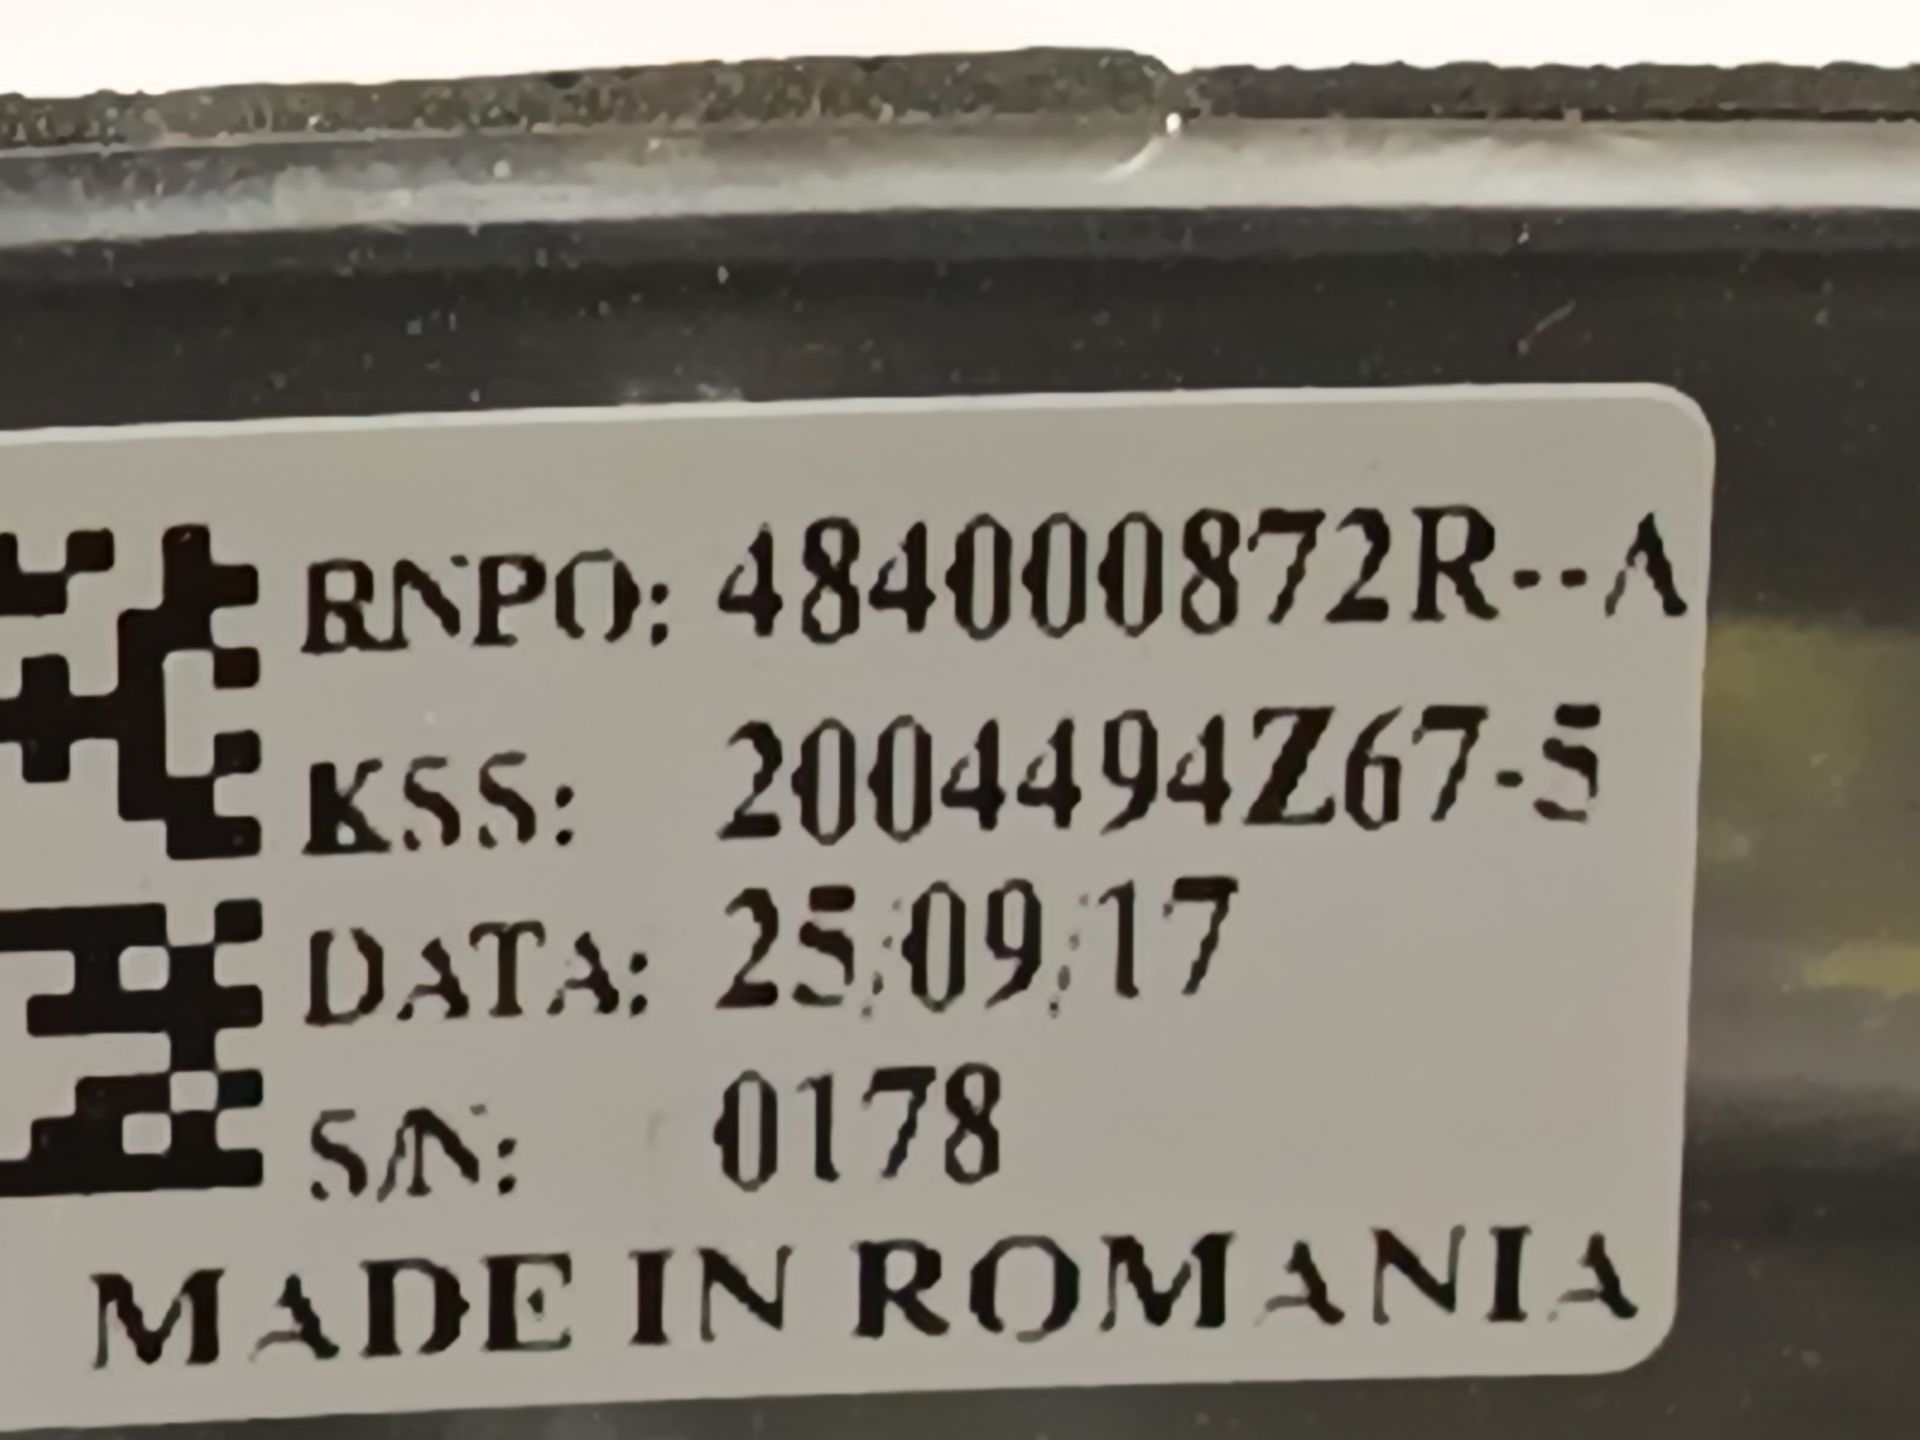 RNPO: 484000872R--A
KSS: 2004494Z67-5
DATA: 25/09/17
S/N: 0178
MADE IN ROMANIA